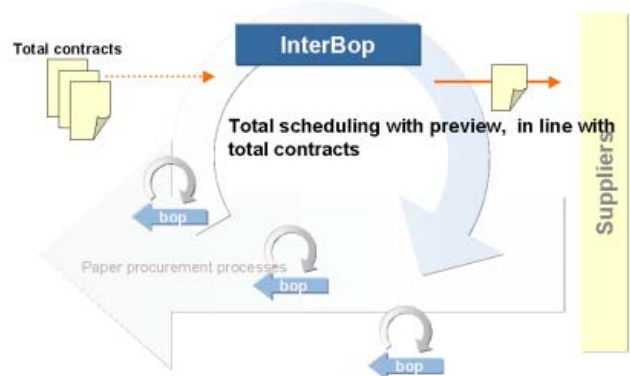 Total contracts
InterBop
Total scheduling with preview, in line with
total contracts
Suppliers
bop
Paper procurement processes
bop
bop